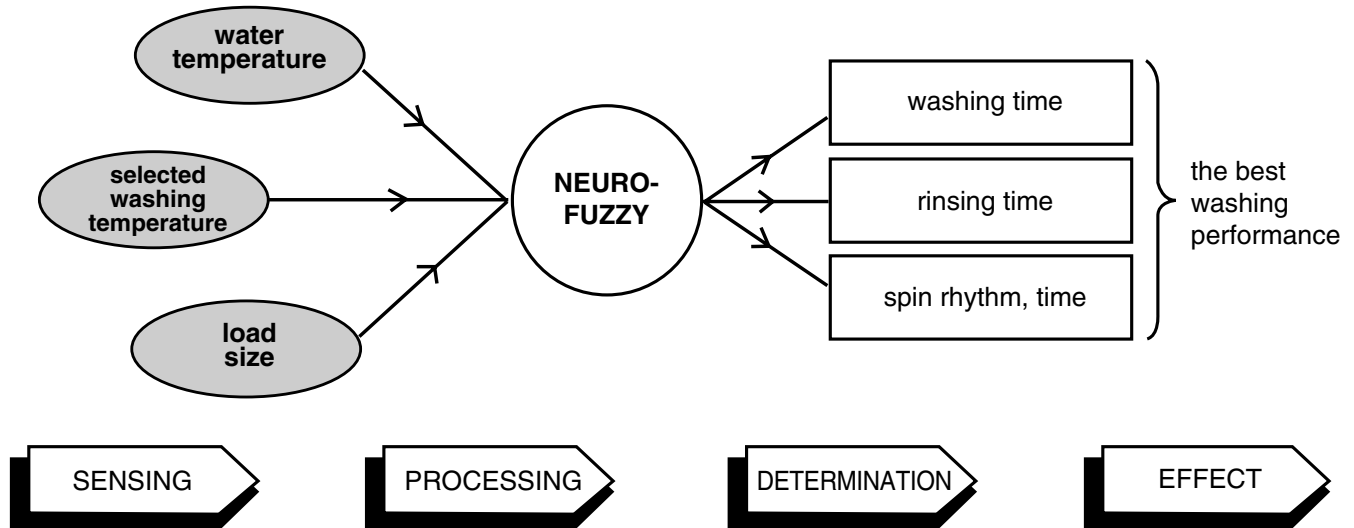 water
temperature
selected
washing
temperature
load
size
NEURO-
FUZZY
washing time
rinsing time
spin rhythm, time
the best
washing
performance
SENSING
PROCESSING
DETERMINATION
EFFECT